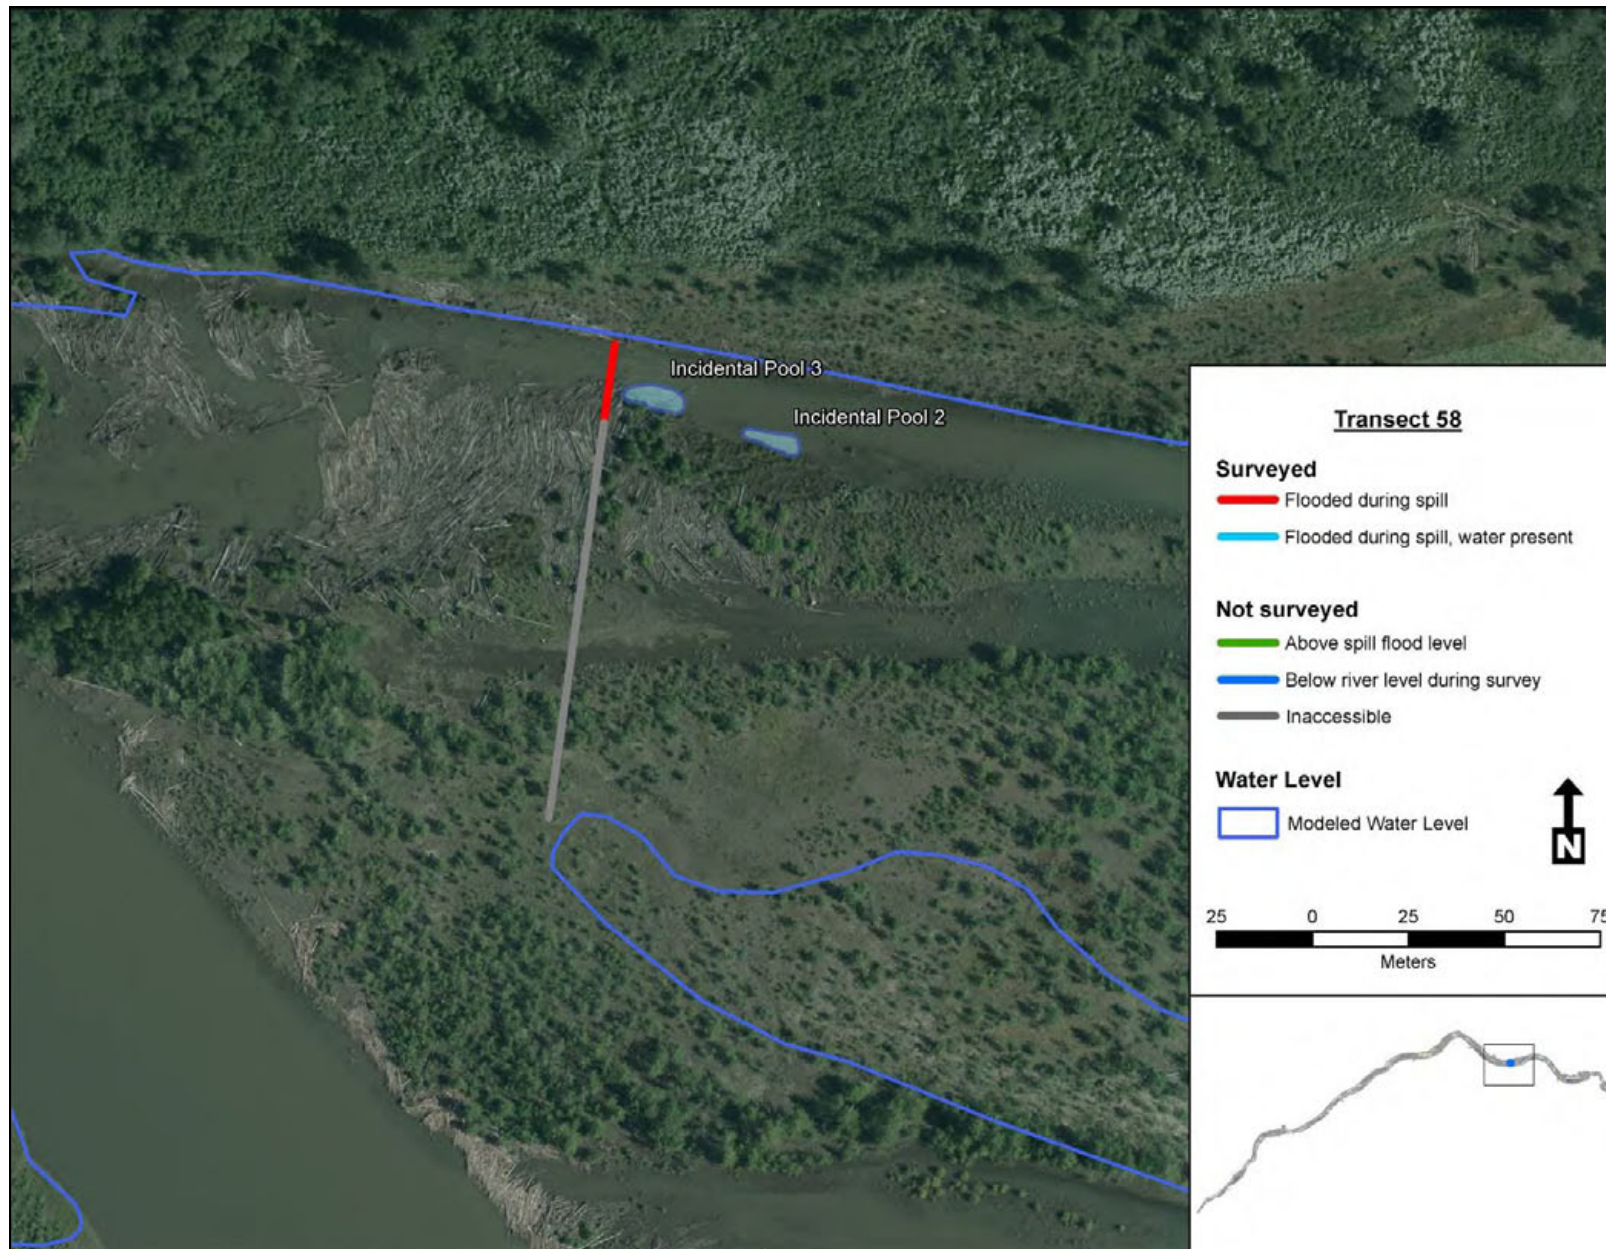 Incidental Pool 3
Incidental Pool 2
Transect 58
Surveyed
Flooded during spill
Flooded during spill, water present
Not surveyed
Above spill flood level
Below river level during survey
Inaccessible
Water Level
Modeled Water Level
N
25 0 25 50 75
Meters